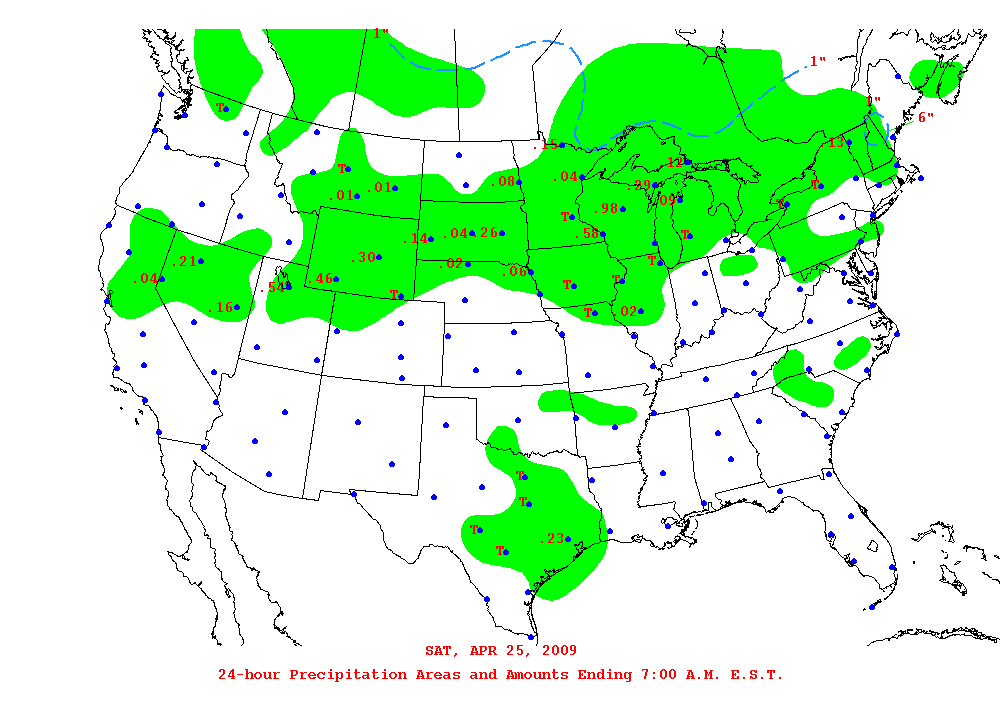 1"
.1"
1"
6"
T
.15
.13
.12
T
.04
.08
.29
T
.01
.01
.09
T
.98
T
.14
.04
.26
.58
T
.04
.21
.30
.02
.06
T
.54
.46
T
T
.16
T
T
.02
T
T
T
T
.23
SAT, APR 25, 2009
24-hour Precipitation Areas and Amounts Ending 7:00 A.M. E.S.T.